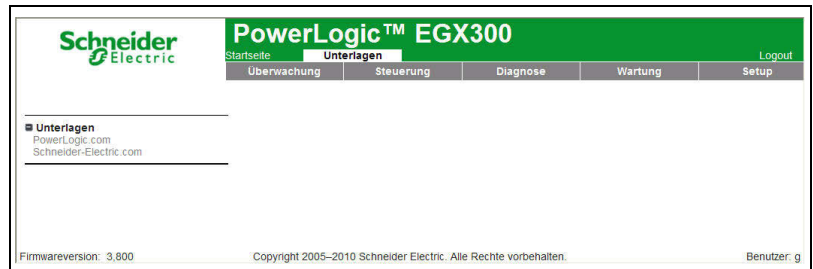 Schneider Electric
PowerLogic™ EGX300
Startseite Unterlagen Logout
Überwachung Steuerung Diagnose Wartung Setup
Unterlagen
PowerLogic.com
Schneider-Electric.com
Firmwareversion: 3,800 Copyright 2005–2010 Schneider Electric. Alle Rechte vorbehalten. Benutzer: g